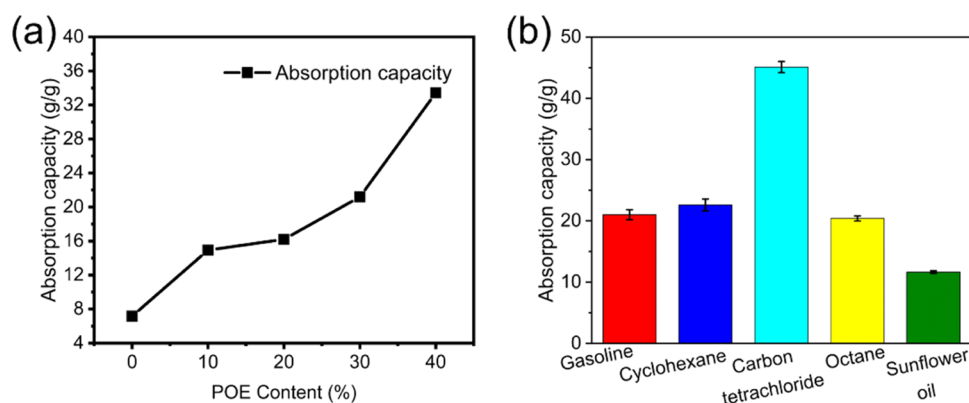 (a)
Absorption capacity (g/g)
40
36
32
28
24
20
16
12
8
4
Absorption capacity
0 10 20 30 40
POE Content (%)
(b)
Absorption capacity (g/g)
50
40
30
20
10
0
Gasoline
Cyclohexane
Carbon
tetrachloride
Octane
Sunflower
oil